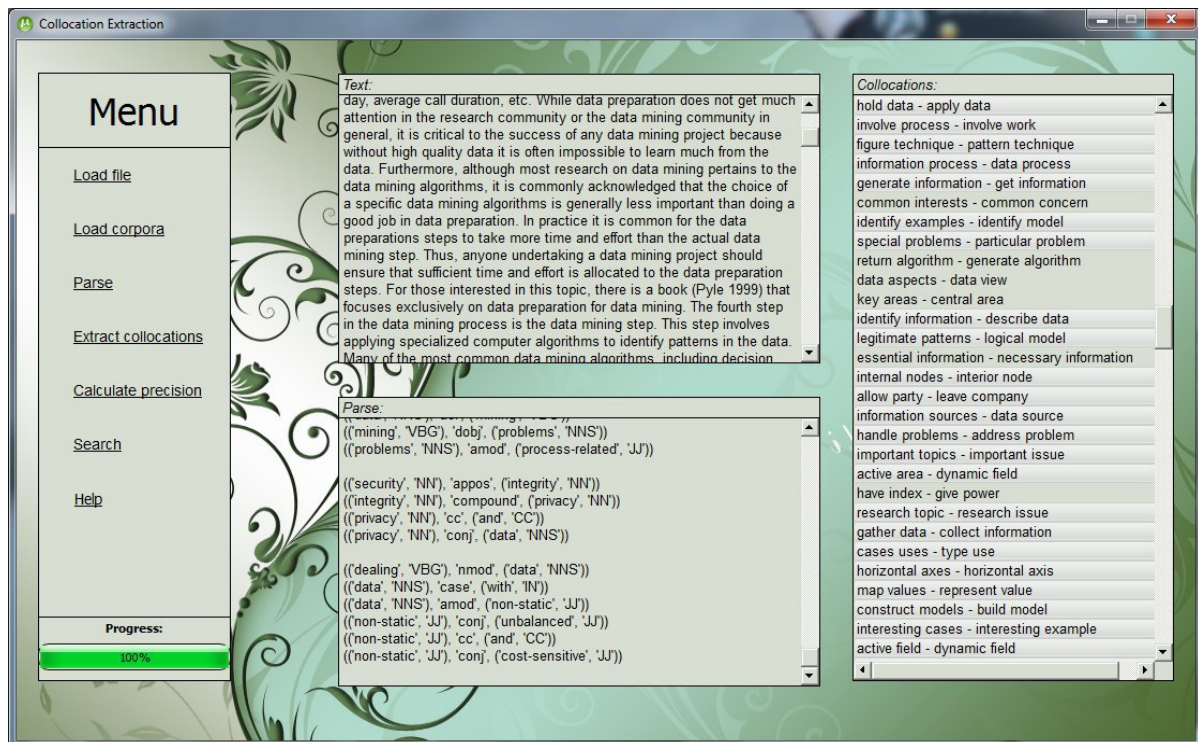 Collocation Extraction
Menu
Load file
Load corpora
Parse
Extract collocations
Calculate precision
Search
Help
Progress:
100%
Text:
day, average call duration, etc. While data preparation does not get much
attention in the research community or the data mining community in
general, it is critical to the success of any data mining project because
without high quality data it is often impossible to learn much from the
data. Furthermore, although most research on data mining pertains to the
data mining algorithms, it is commonly acknowledged that the choice of
a specific data mining algorithms is generally less important than doing a
good job in data preparation. In practice it is common for the data
preparations steps to take more time and effort than the actual data
mining step. Thus, anyone undertaking a data mining project should
ensure that sufficient time and effort is allocated to the data preparation
steps. For those interested in this topic, there is a book (Pyle 1999) that
focuses exclusively on data preparation for data mining. The fourth step
in the data mining process is the data mining step. This step involves
applying specialized computer algorithms to identify patterns in the data.
Many of the most common data mining algorithms, including decision
Parse:
(('mining', 'VBG'), 'dobj', ('problems', 'NNS'))
(('problems', 'NNS'), 'amod', ('process-related', 'JJ'))
(('security', 'NN'), 'appos', ('integrity', 'NN'))
(('integrity', 'NN'), 'compound', ('privacy', 'NN'))
(('privacy', 'NN'), 'cc', ('and', 'CC'))
(('privacy', 'NN'), 'conj', ('data', 'NNS'))
(('dealing', 'VBG'), 'nmod', ('data', 'NNS'))
(('data', 'NNS'), 'case', ('with', 'IN'))
(('data', 'NNS'), 'amod', ('non-static', 'JJ'))
(('non-static', 'JJ'), 'conj', ('unbalanced', 'JJ'))
(('non-static', 'JJ'), 'cc', ('and', 'CC'))
(('non-static', 'JJ'), 'conj', ('cost-sensitive', 'JJ'))
Collocations:
hold data - apply data
involve process - involve work
figure technique - pattern technique
information process - data process
generate information - get information
common interests - common concern
identify examples - identify model
special problems - particular problem
return algorithm - generate algorithm
data aspects - data view
key areas - central area
identify information - describe data
legitimate patterns - logical model
essential information - necessary information
internal nodes - interior node
allow party - leave company
information sources - data source
handle problems - address problem
important topics - important issue
active area - dynamic field
have index - give power
research topic - research issue
gather data - collect information
cases uses - type use
horizontal axes - horizontal axis
map values - represent value
construct models - build model
interesting cases - interesting example
active field - dynamic field